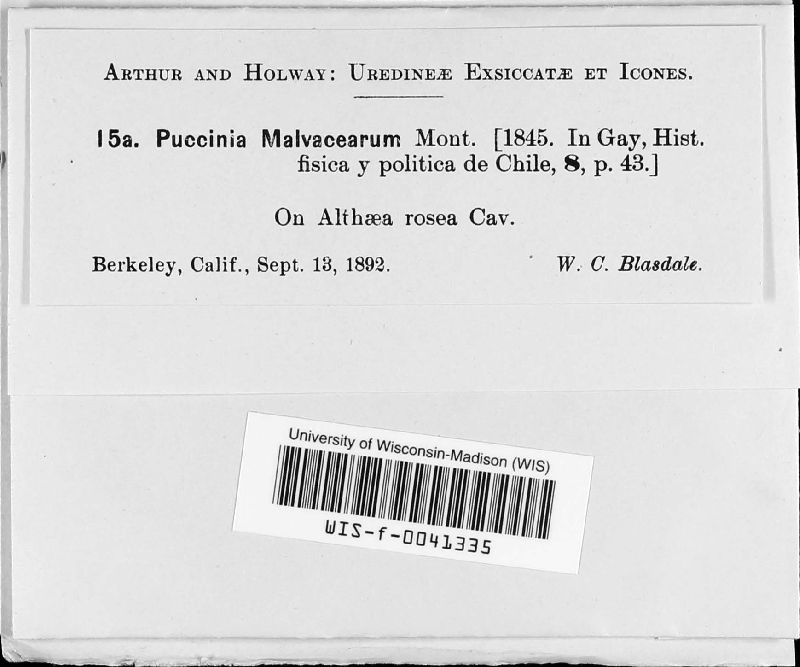 ARTHUR AND HOLWAY: UREDINEÆ EXSICCATÆ ET ICONES.
15a. Puccinia Malvacearum Mont. [1845. In Gay, Hist.
fisica y politica de Chile, 8, p. 43.]
On Althæa rosea Cav.
Berkeley, Calif., Sept. 13, 1892. W. C. Blasdale.
University of Wisconsin-Madison (WIS)
WIS-f-0041335